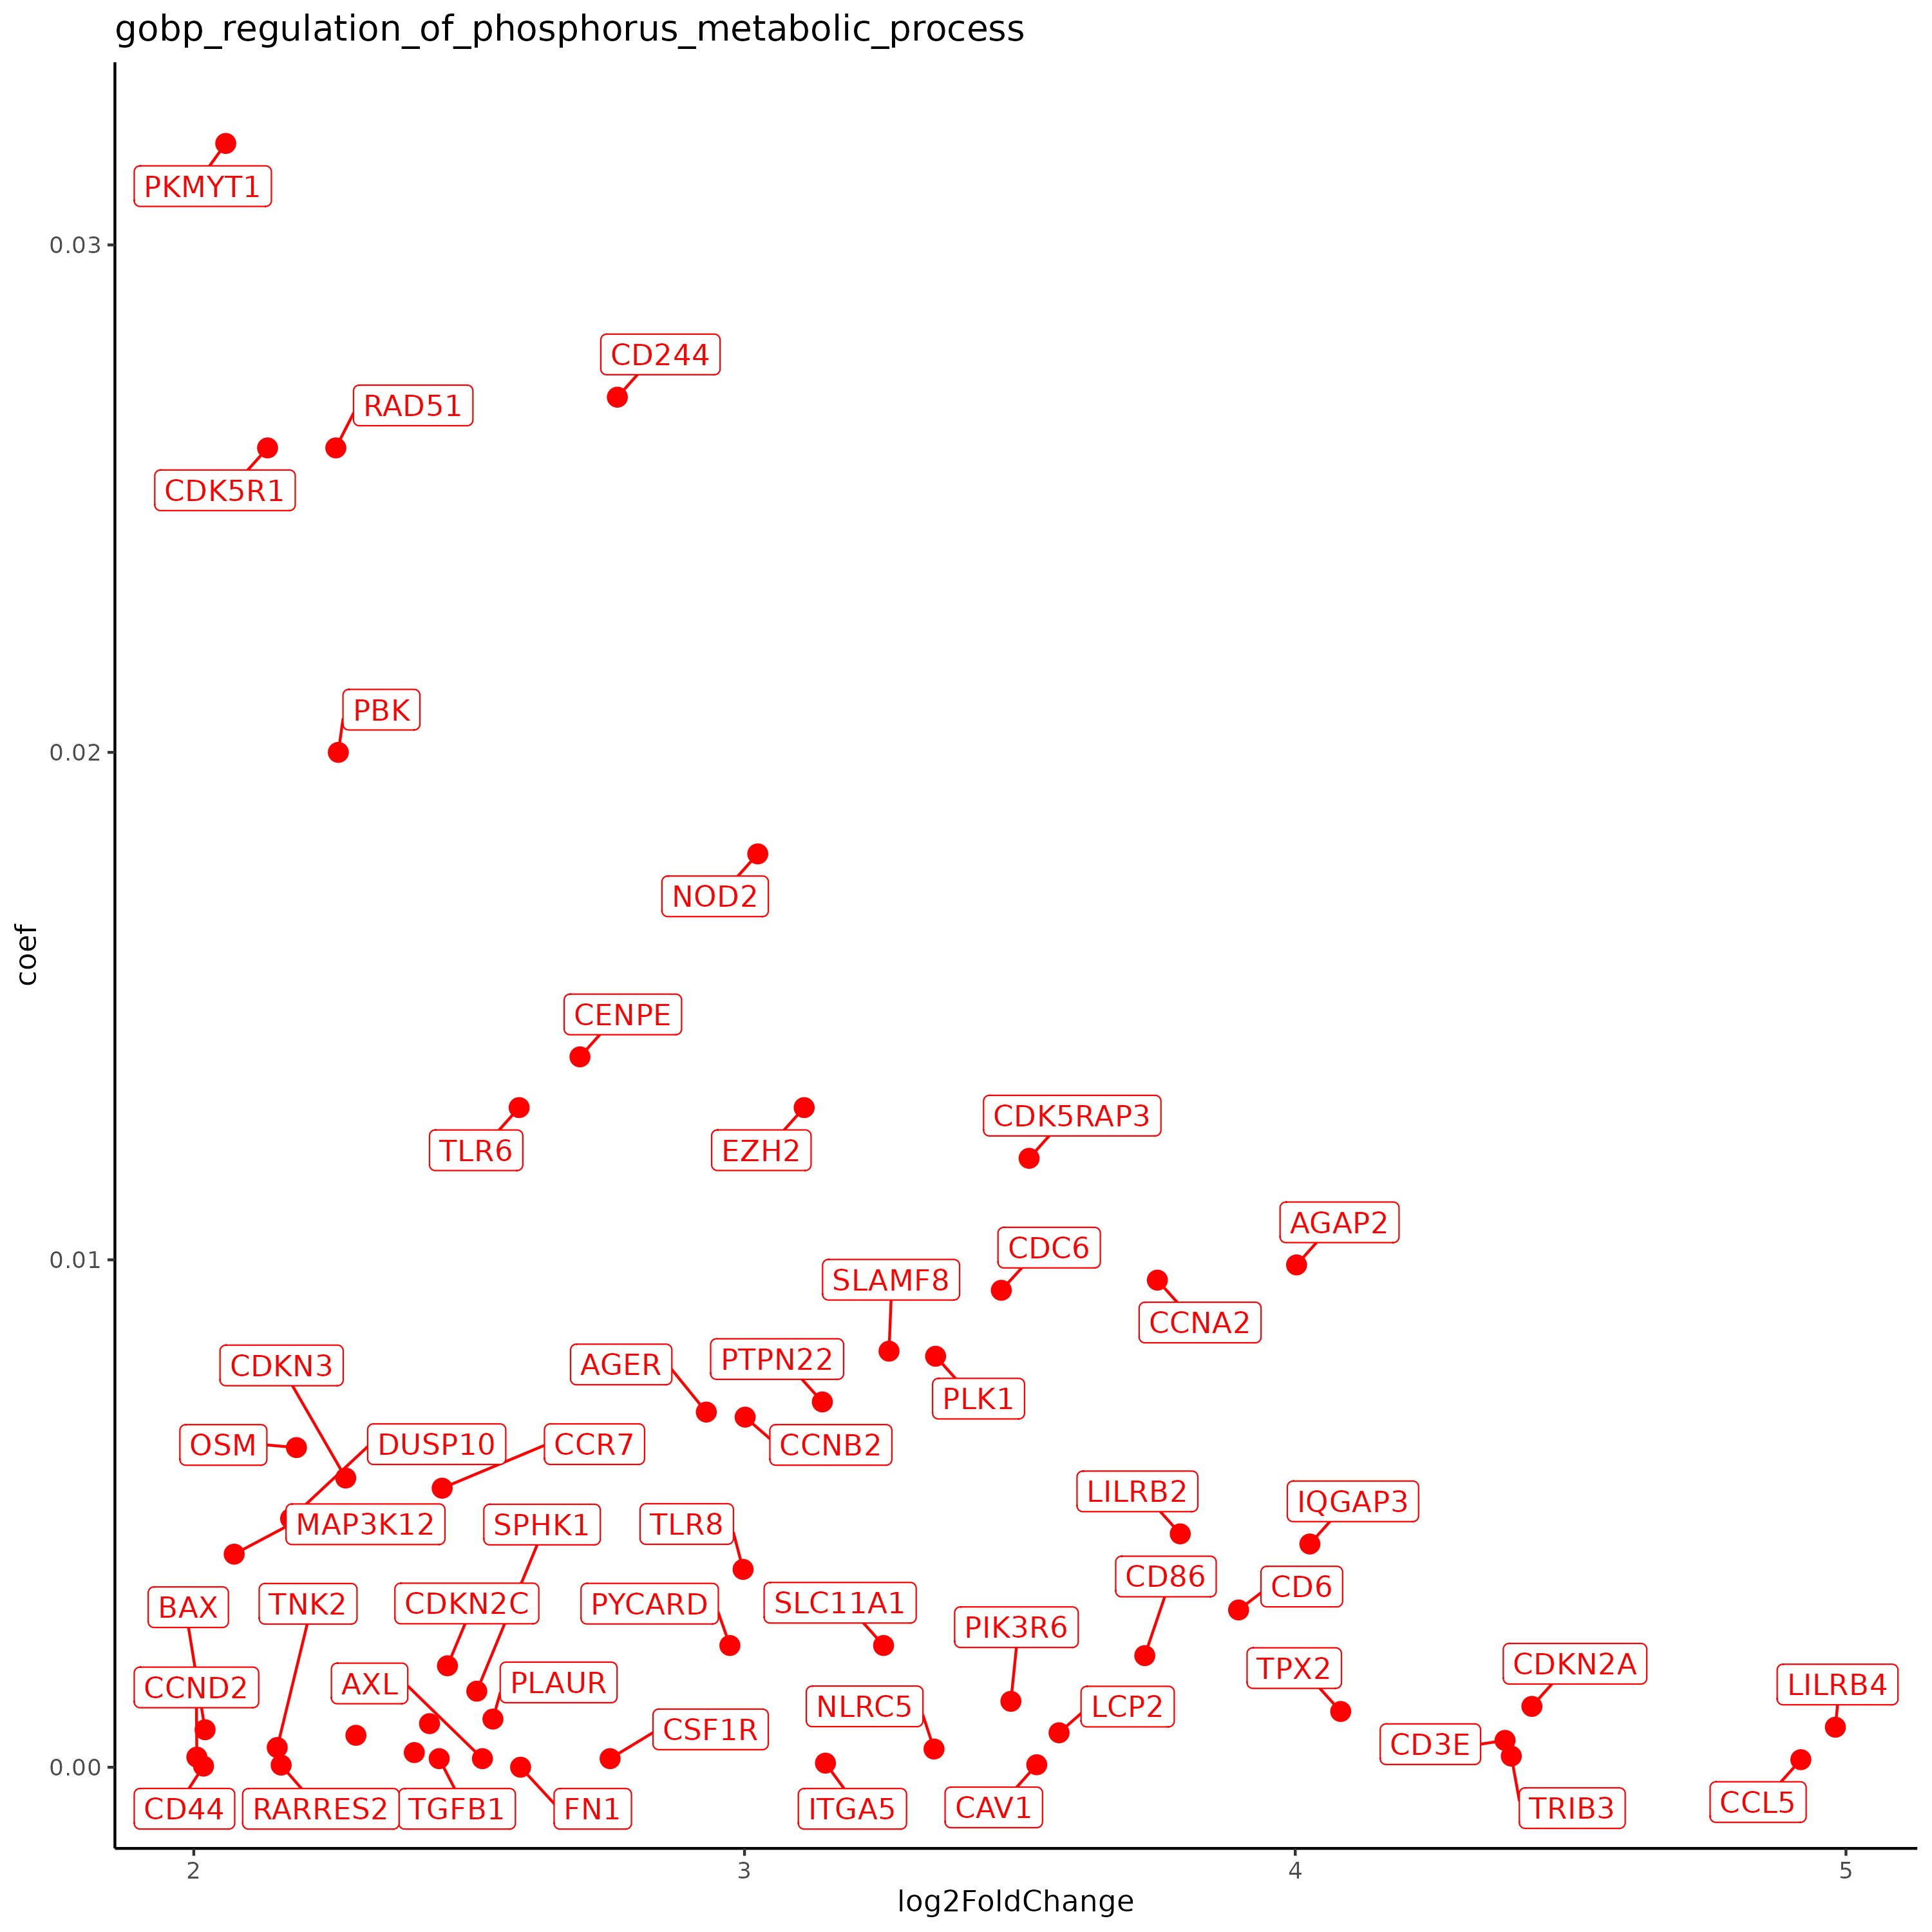 gobp_regulation_of_phosphorus_metabolic_process
PKMYT1
0.03
CD244
RAD51
CDK5R1
PBK
0.02
NOD2
coef
CENPE
CDK5RAP3
TLR6
EZH2
AGAP2
CDC6
0.01
SLAMF8
CCNA2
CDKN3
AGER
PTPN22
PLK1
OSM
DUSP10
CCR7
CCNB2
LILRB2
IQGAP3
MAP3K12
SPHK1
TLR8
CD86
CD6
BAX
TNK2
CDKN2C
PYCARD
SLC11A1
PIK3R6
TPX2
CDKN2A
CCND2
AXL
PLAUR
LILRB4
NLRC5
LCP2
CSF1R
CD3E
0.00
CD44
RARRES2
TGFB1
FN1
ITGA5
CAV1
TRIB3
CCL5
2
3
4
5
log2FoldChange